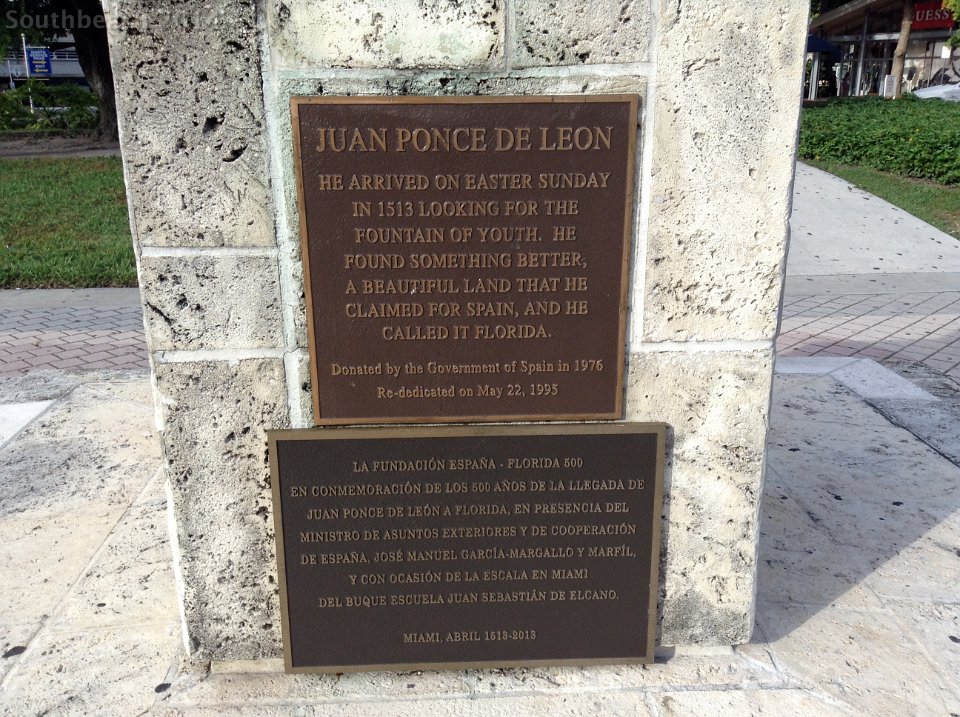 JUAN PONCE DE LEON
HE ARRIVED ON EASTER SUNDAY
IN 1513 LOOKING FOR THE
FOUNTAIN OF YOUTH. HE
FOUND SOMETHING BETTER,
A BEAUTIFUL LAND THAT HE
CLAIMED FOR SPAIN, AND HE
CALLED IT FLORIDA.
Donated by the Government of Spain in 1976
Re-dedicated on May 22, 1995
LA FUNDACIÓN ESPAÑA - FLORIDA 500
EN CONMEMORACIÓN DE LOS 500 AÑOS DE LA LLEGADA DE
JUAN PONCE DE LEÓN A FLORIDA, EN PRESENCIA DEL
MINISTRO DE ASUNTOS EXTERIORES Y DE COOPERACIÓN
DE ESPAÑA, JOSÉ MANUEL GARCÍA-MARGALLO Y MARFÍL,
Y CON OCASIÓN DE LA ESCALA EN MIAMI
DEL BUQUE ESCUELA JUAN SEBASTIÁN DE ELCANO.
MIAMI, ABRIL 1513-2013